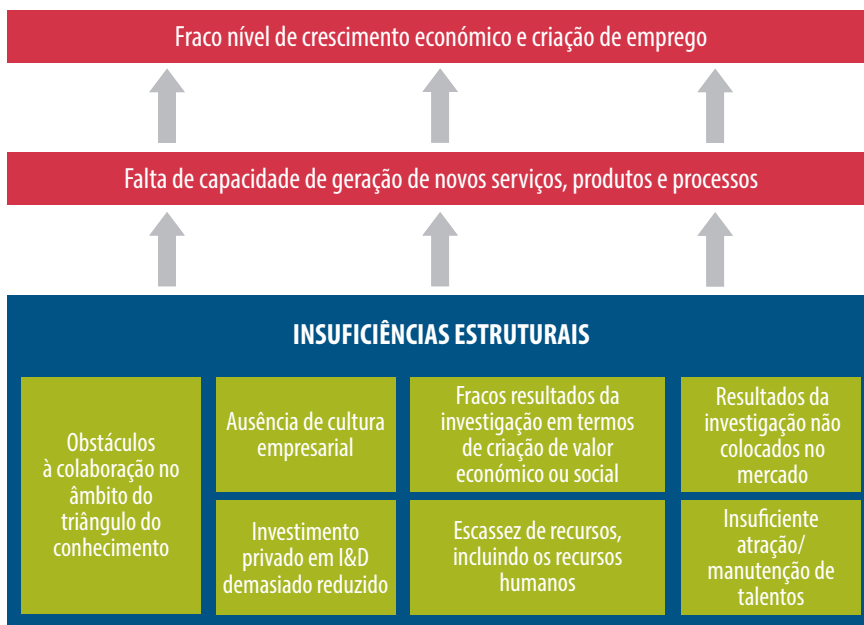 Fraco nível de crescimento económico e criação de emprego
Falta de capacidade de geração de novos serviços, produtos e processos
INSUFICIÊNCIAS ESTRUTURAIS
Obstáculos
à colaboração no
âmbito do
triângulo do
conhecimento
Ausência de cultura
empresarial
Fracos resultados da
investigação em termos
de criação de valor
económico ou social
Resultados da
investigação não
colocados no
mercado
Investimento
privado em I&D
demasiado reduzido
Escassez de recursos,
incluindo os recursos
humanos
Insuficiente
atração/
manutenção de
talentos